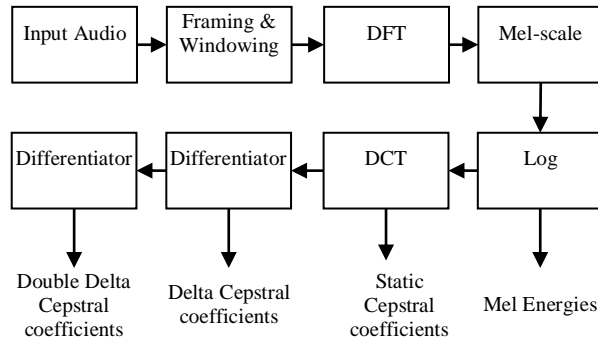 Input Audio
Framing &
Windowing
DFT
Mel-scale
Differentiator
Differentiator
DCT
Log
Double Delta
Cepstral
coefficients
Delta Cepstral
coefficients
Static
Cepstral
coefficients
Mel Energies